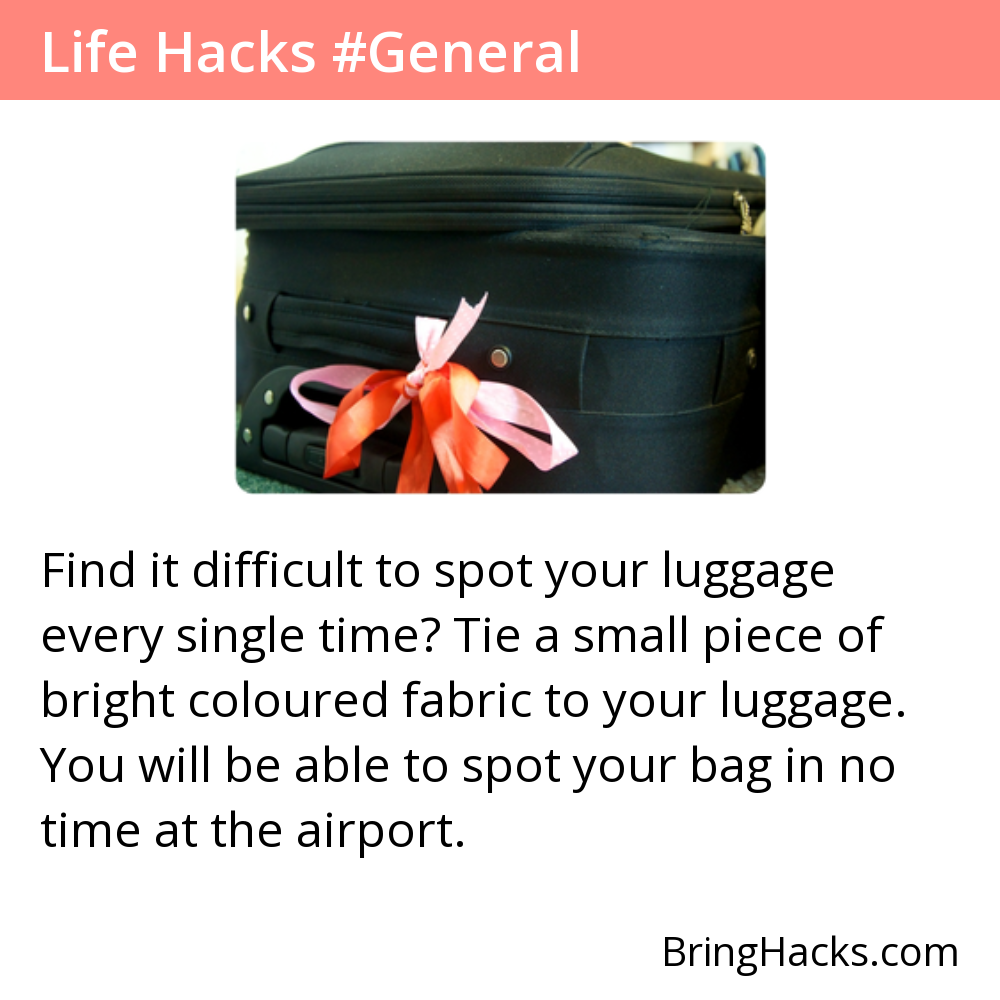 Life Hacks #General
Find it difficult to spot your luggage
every single time? Tie a small piece of
bright coloured fabric to your luggage.
You will be able to spot your bag in no
time at the airport.
BringHacks.com